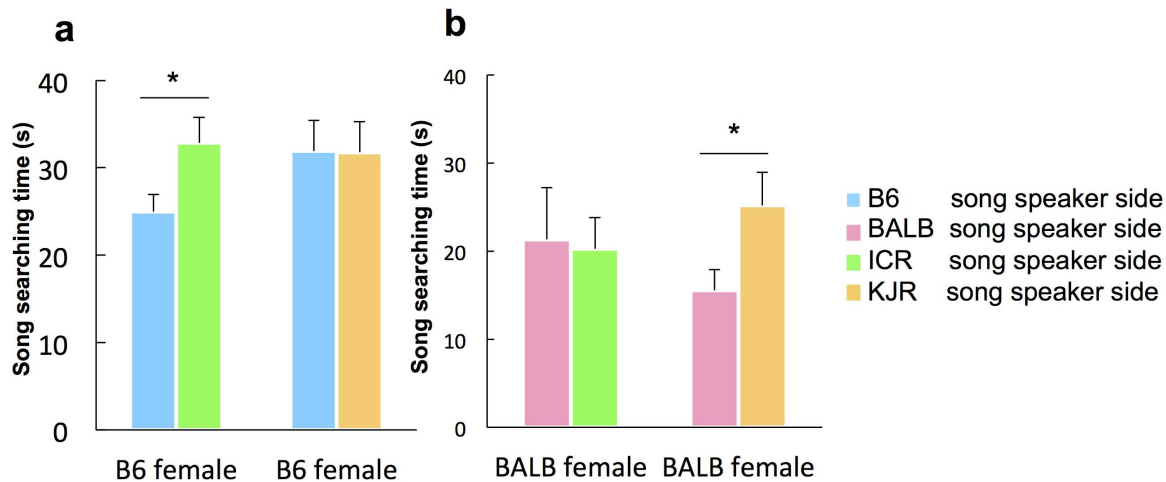 a
Song searching time (s)
40
30
20
10
0
*
B6 female
B6 female
b
Song searching time (s)
40
30
20
10
0
*
BALB female
BALB female
B6 song speaker side
BALB song speaker side
ICR song speaker side
KJR song speaker side